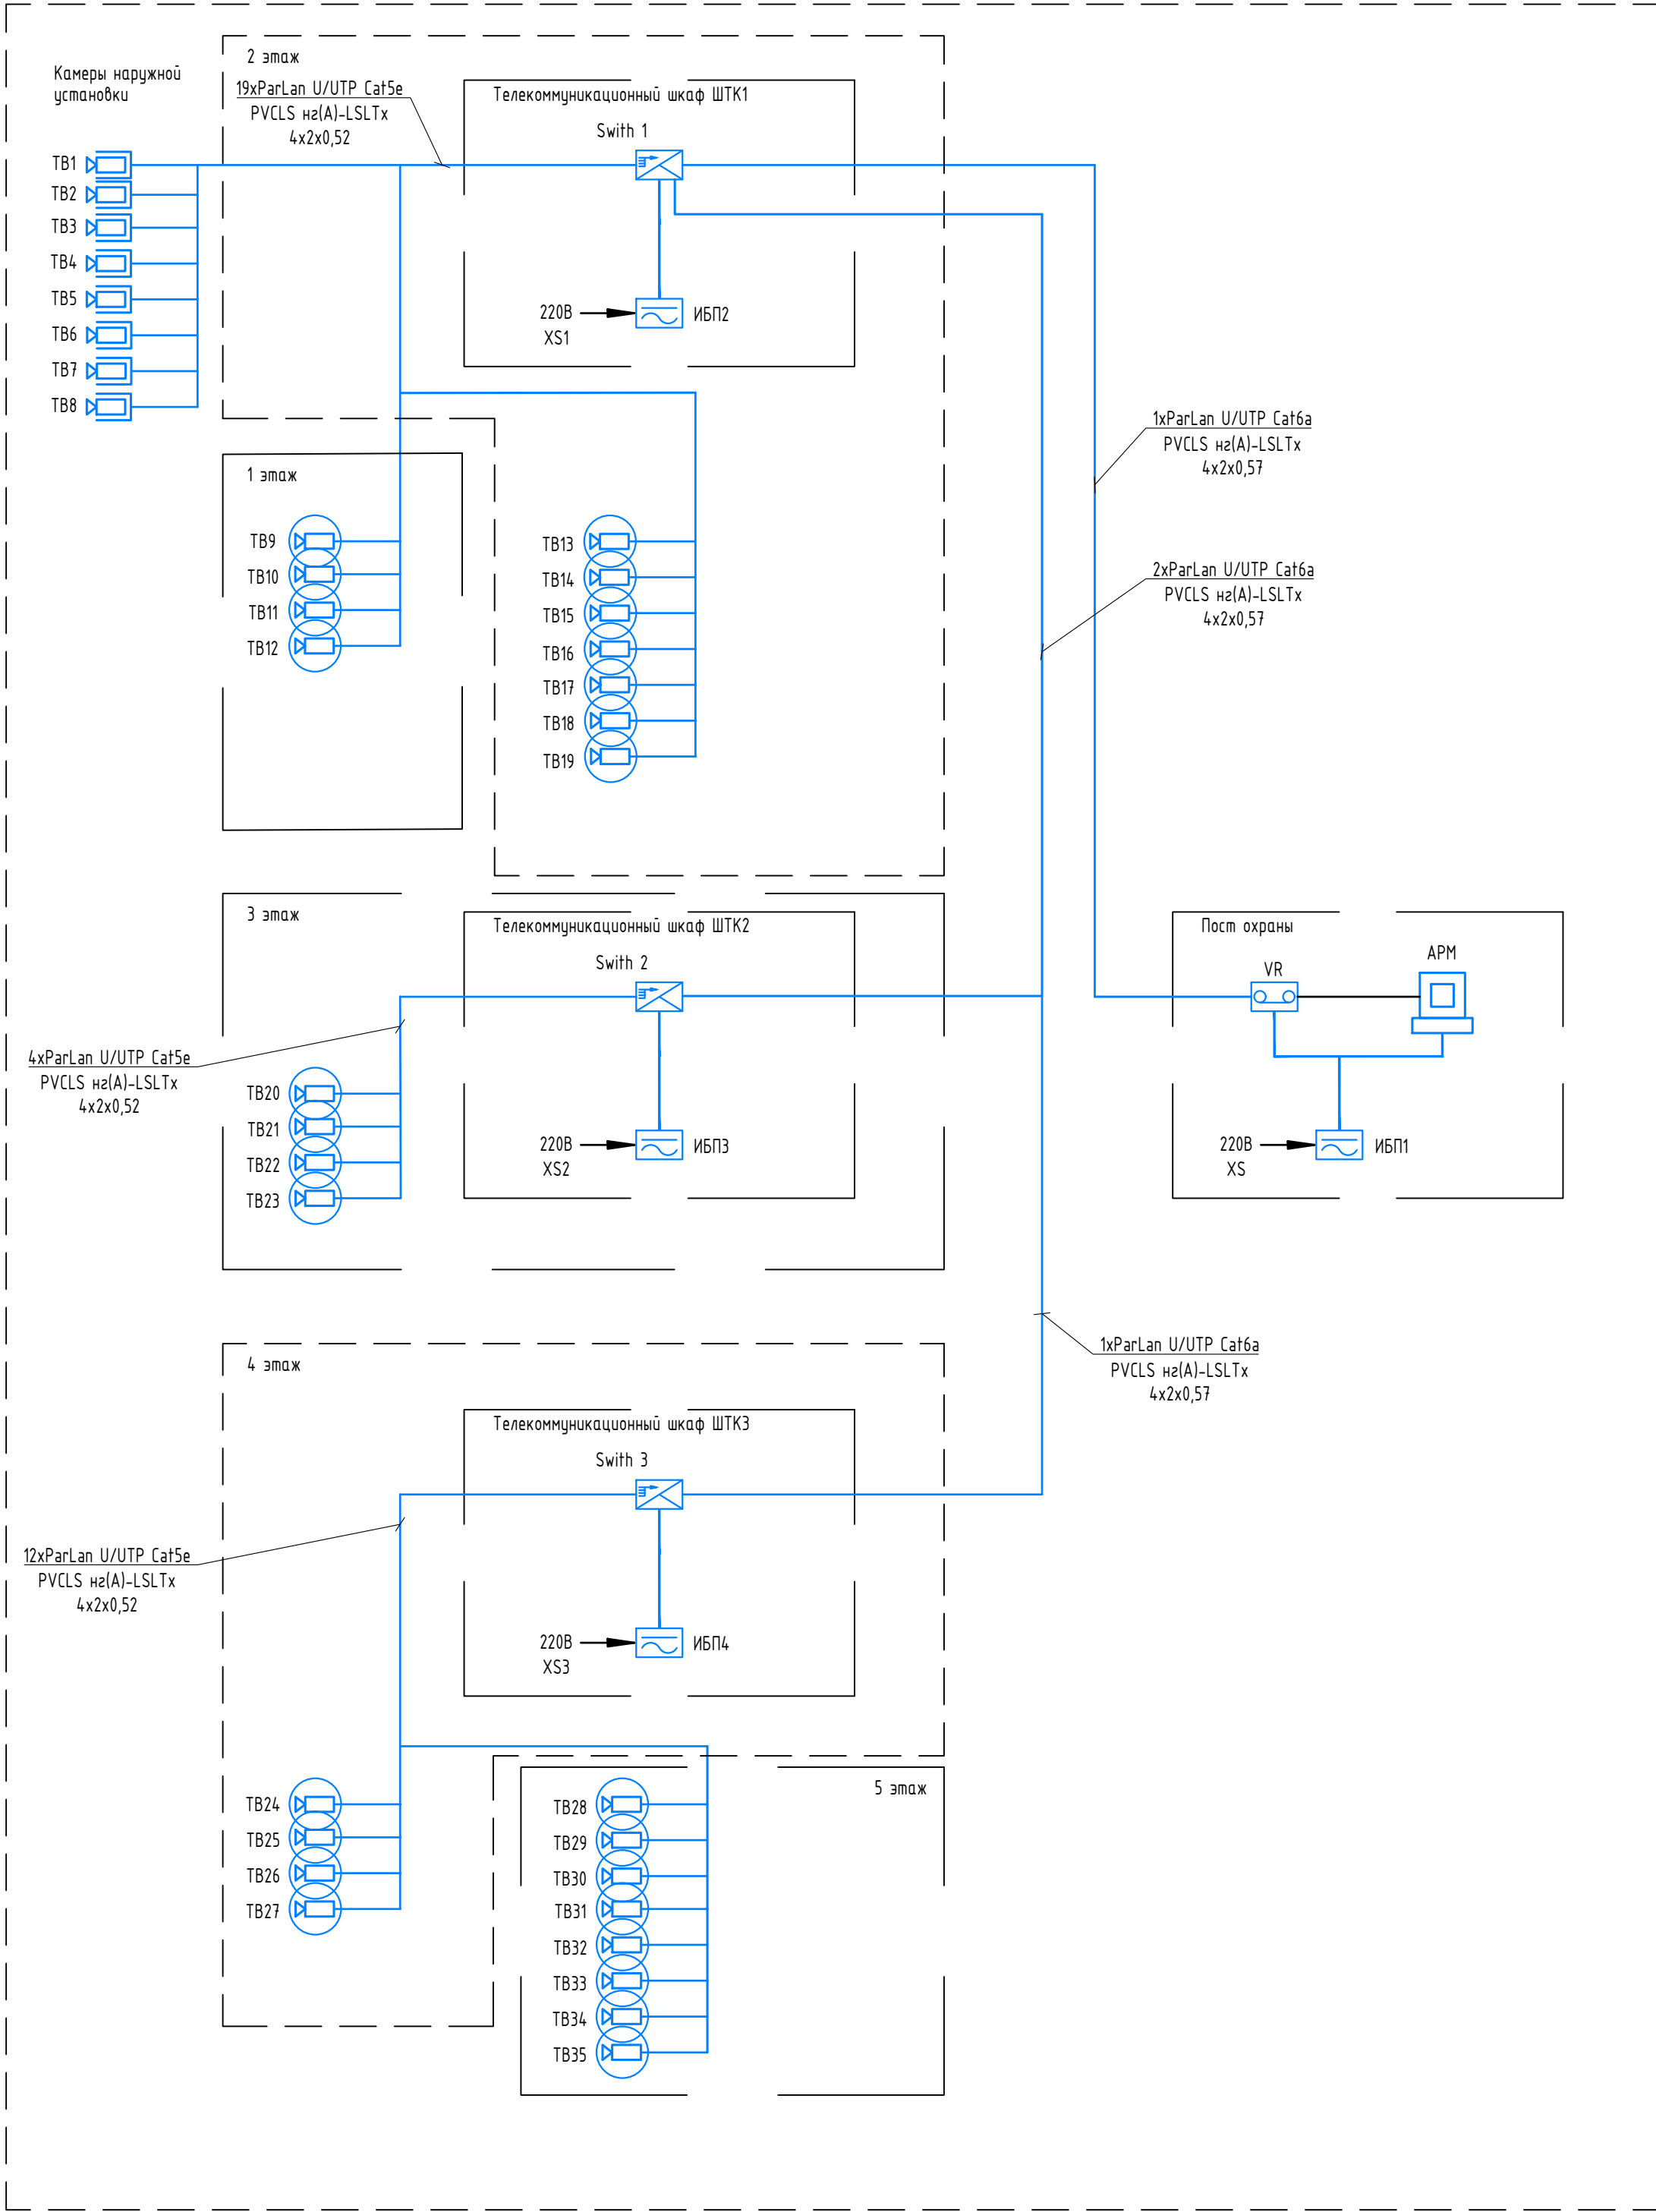 Камеры наружной
установки
ТВ1
ТВ2
ТВ3
ТВ4
ТВ5
ТВ6
ТВ7
ТВ8
2 этаж
19xParLan U/UTP Cat5e
PVCLS нг(А)-LSLTx
4x2x0,52
Телекоммуникационный шкаф ШТК1
Swith 1
220В
XS1
ИБП2
1 этаж
ТВ9
ТВ10
ТВ11
ТВ12
ТВ13
ТВ14
ТВ15
ТВ16
ТВ17
ТВ18
ТВ19
1xParLan U/UTP Cat6a
PVCLS нг(А)-LSLTx
4x2x0,57
2xParLan U/UTP Cat6a
PVCLS нг(А)-LSLTx
4x2x0,57
3 этаж
Телекоммуникационный шкаф ШТК2
Swith 2
4xParLan U/UTP Cat5e
PVCLS нг(А)-LSLTx
4x2x0,52
ТВ20
ТВ21
ТВ22
ТВ23
220В
XS2
ИБП3
Пост охраны
VR
АРМ
220В
XS
ИБП1
1xParLan U/UTP Cat6a
PVCLS нг(А)-LSLTx
4x2x0,57
4 этаж
Телекоммуникационный шкаф ШТК3
Swith 3
12xParLan U/UTP Cat5e
PVCLS нг(А)-LSLTx
4x2x0,52
220В
XS3
ИБП4
ТВ24
ТВ25
ТВ26
ТВ27
5 этаж
ТВ28
ТВ29
ТВ30
ТВ31
ТВ32
ТВ33
ТВ34
ТВ35